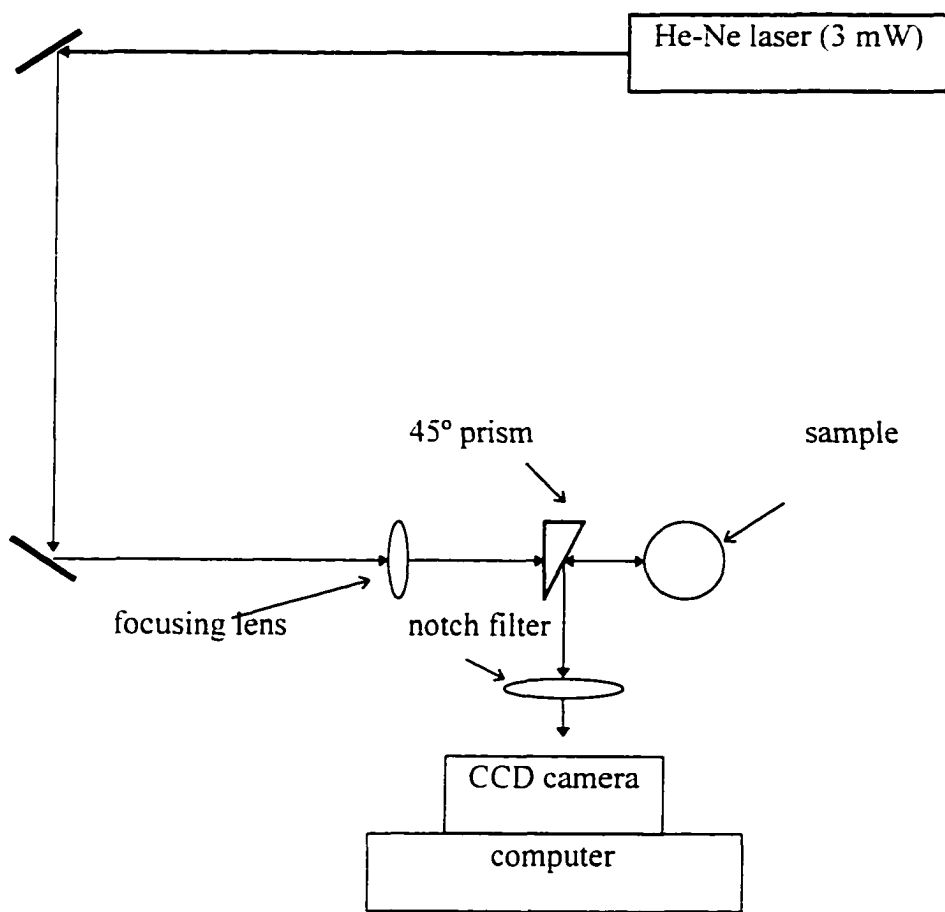 He-Ne laser (3 mW)
45° prism
sample
focusing lens
notch filter
CCD camera
computer